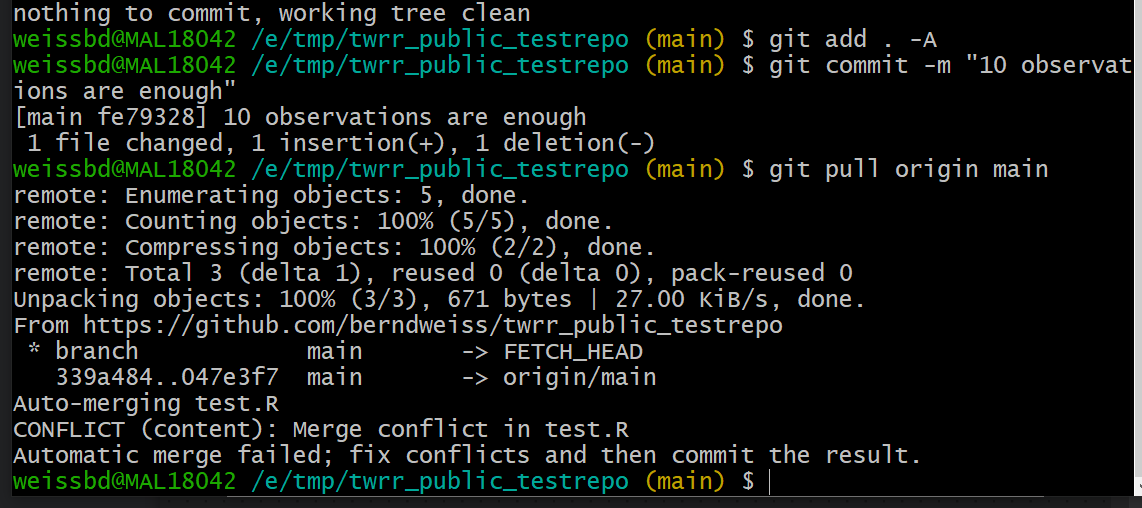 nothing to commit, working tree clean
weissbd@MAL18042 /e/tmp/twrr_public_testrepo (main) $ git add . -A
weissbd@MAL18042 /e/tmp/twrr_public_testrepo (main) $ git commit -m "10 observat
ions are enough"
[main fe79328] 10 observations are enough
 1 file changed, 1 insertion(+), 1 deletion(-)
weissbd@MAL18042 /e/tmp/twrr_public_testrepo (main) $ git pull origin main
remote: Enumerating objects: 5, done.
remote: Counting objects: 100% (5/5), done.
remote: Compressing objects: 100% (2/2), done.
remote: Total 3 (delta 1), reused 0 (delta 0), pack-reused 0
Unpacking objects: 100% (3/3), 671 bytes | 27.00 KiB/s, done.
From https://github.com/berndweiss/twrr_public_testrepo
 * branch            main       -> FETCH_HEAD
   339a484..047e3f7  main       -> origin/main
Auto-merging test.R
CONFLICT (content): Merge conflict in test.R
Automatic merge failed; fix conflicts and then commit the result.
weissbd@MAL18042 /e/tmp/twrr_public_testrepo (main) $